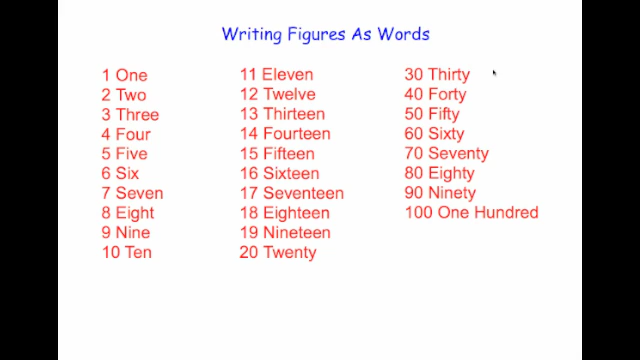 Writing Figures As Words
1 One
2 Two
3 Three
4 Four
5 Five
6 Six
7 Seven
8 Eight
9 Nine
10 Ten
11 Eleven
12 Twelve
13 Thirteen
14 Fourteen
15 Fifteen
16 Sixteen
17 Seventeen
18 Eighteen
19 Nineteen
20 Twenty
30 Thirty
40 Forty
50 Fifty
60 Sixty
70 Seventy
80 Eighty
90 Ninety
100 One Hundred